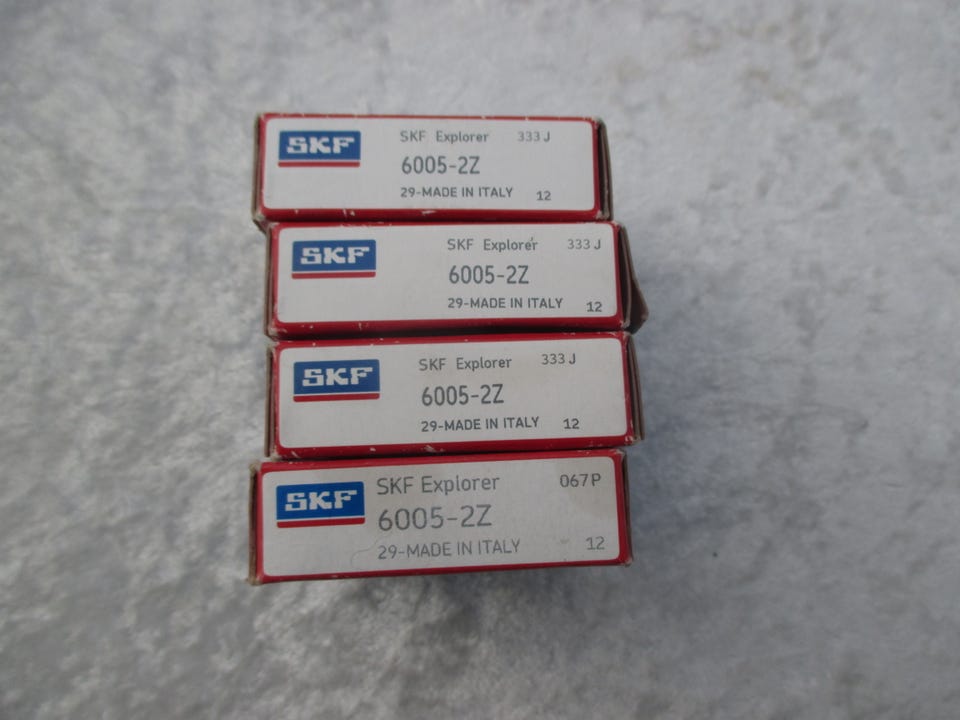 SKF SKF Explorer 333 J
6005-2Z
29-MADE IN ITALY 12
SKF SKF Explorer 333 J
6005-2Z
29-MADE IN ITALY 12
SKF SKF Explorer 333 J
6005-2Z
29-MADE IN ITALY 12
SKF SKF Explorer 067P
6005-2Z
29-MADE IN ITALY 12